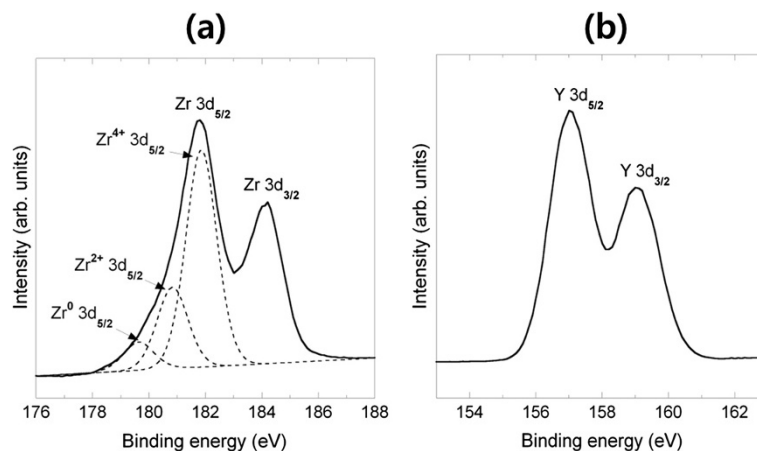 (a)
Intensity (arb. units)
Zr 3d5/2
Zr4+ 3d5/2
Zr 3d3/2
Zr2+ 3d5/2
Zr0 3d5/2
176 178 180 182 184 186 188
Binding energy (eV)
(b)
Intensity (arb. units)
Y 3d5/2
Y 3d3/2
154 156 158 160 162
Binding energy (eV)